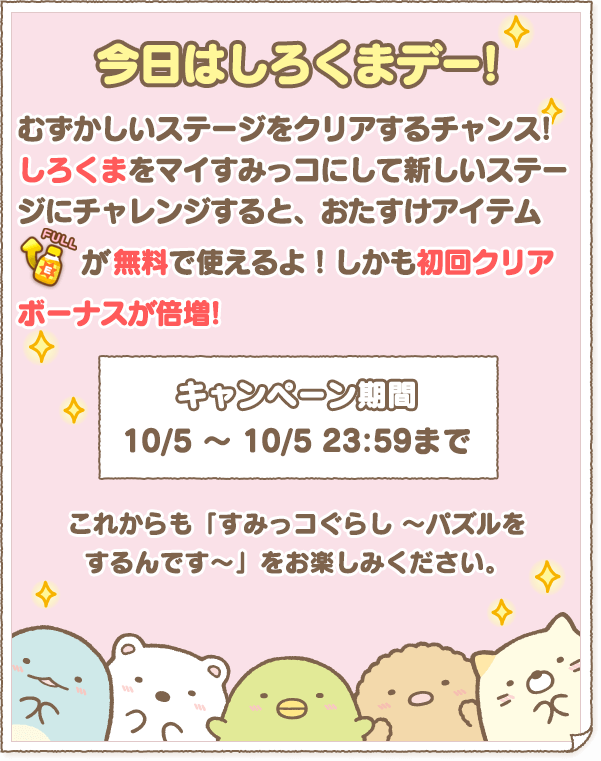 今日はしろくまデー!
むずかしいステージをクリアするチャンス!
しろくまをマイすみっコにして新しいステー
ジにチャレンジすると、おたすけアイテム
FULL
が無料で使えるよ！しかも初回クリア
ボーナスが倍増!
キャンペーン期間
10/5 ～ 10/5 23:59まで
これからも「すみっコぐらし ～パズルを
するんです～」をお楽しみください。